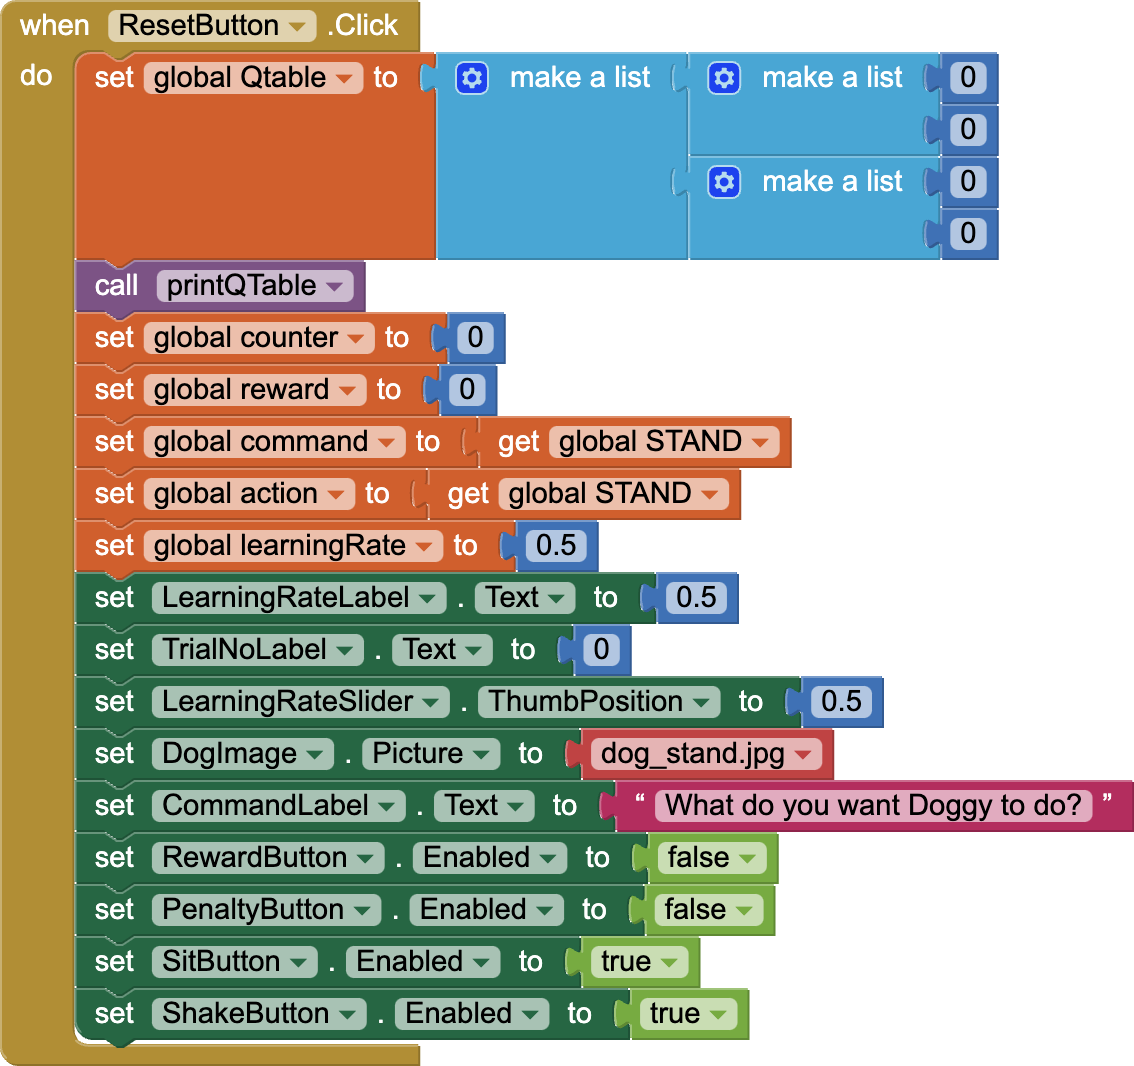 when ResetButton .Click
do set global Qtable to make a list make a list 0
0
make a list 0
0
call printQTable
set global counter to 0
set global reward to 0
set global command to get global STAND
set global action to get global STAND
set global learningRate to 0.5
set LearningRateLabel . Text to 0.5
set TrialNoLabel . Text to 0
set LearningRateSlider . ThumbPosition to 0.5
set DogImage . Picture to dog_stand.jpg
set CommandLabel . Text to “ What do you want Doggy to do? ”
set RewardButton . Enabled to false
set PenaltyButton . Enabled to false
set SitButton . Enabled to true
set ShakeButton . Enabled to true